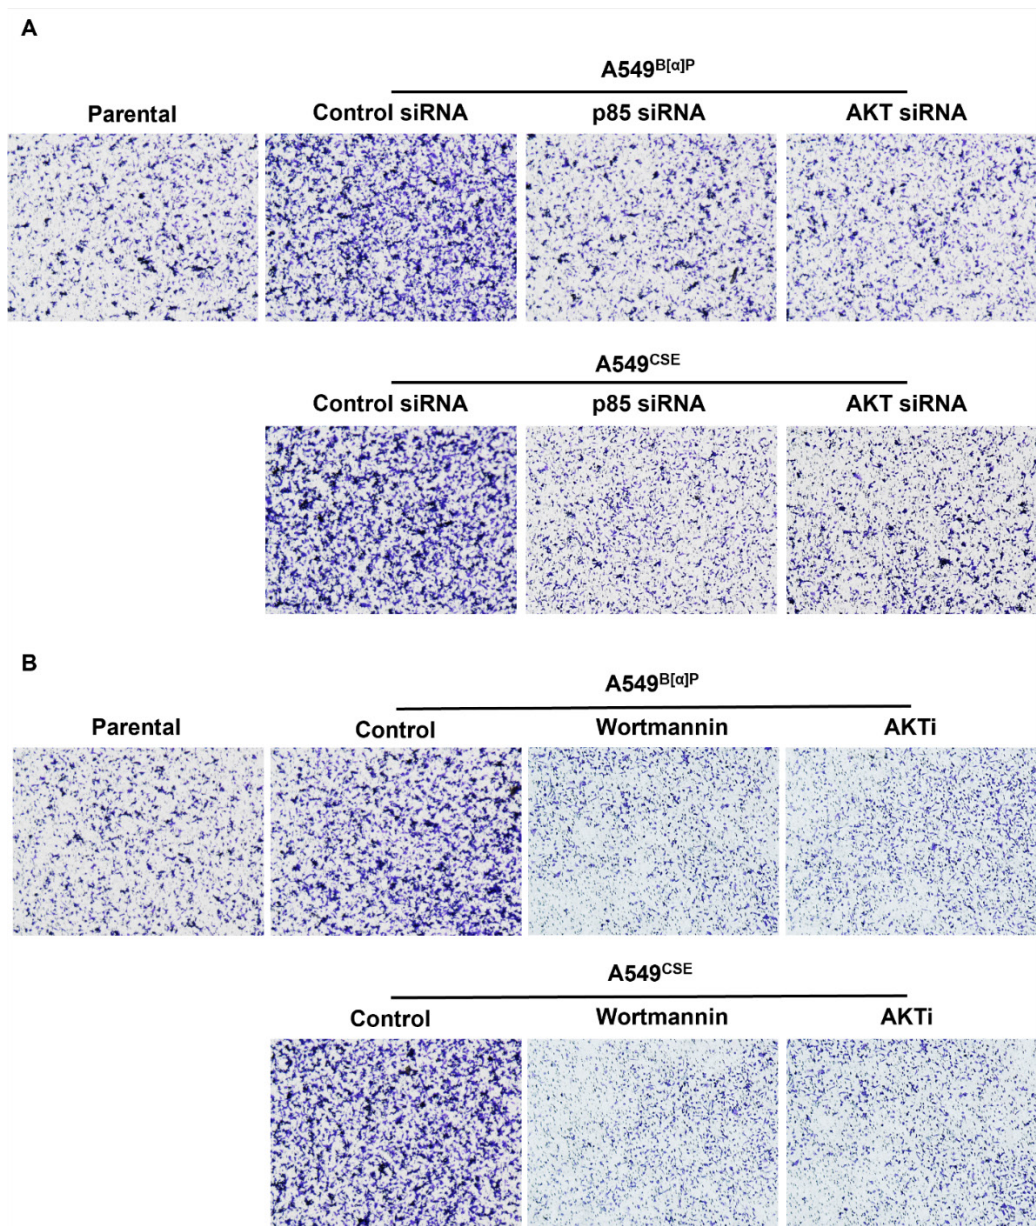 A
A549B[α]P
Parental Control siRNA p85 siRNA AKT siRNA
A549CSE
Control siRNA p85 siRNA AKT siRNA
B
A549B[α]P
Parental Control Wortmannin AKTi
A549CSE
Control Wortmannin AKTi